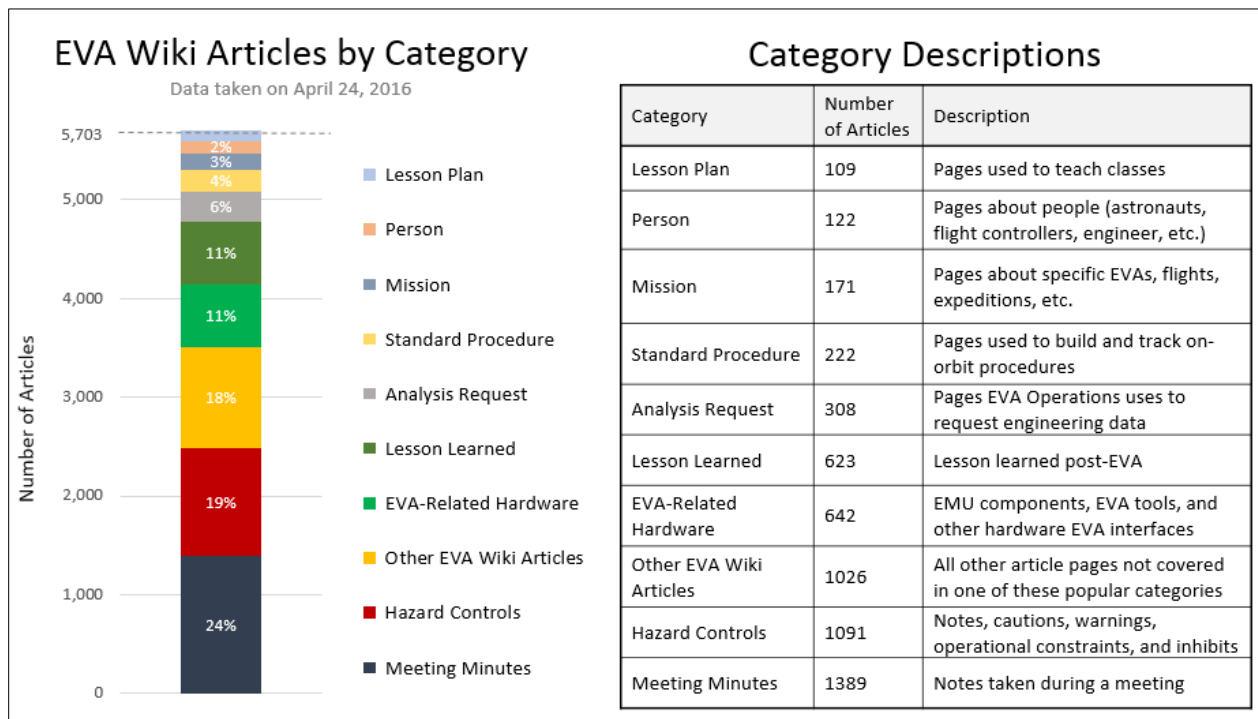 EVA Wiki Articles by Category
Data taken on April 24, 2016
Number of Articles
5,703
5,000
4,000
3,000
2,000
1,000
0
2%
3%
4%
6%
11%
11%
18%
19%
24%
Lesson Plan
Person
Mission
Standard Procedure
Analysis Request
Lesson Learned
EVA-Related Hardware
Other EVA Wiki Articles
Hazard Controls
Meeting Minutes
Category Descriptions
Category
Number
of Articles
Description
Lesson Plan
109
Pages used to teach classes
Person
122
Pages about people (astronauts,
flight controllers, engineer, etc.)
Mission
171
Pages about specific EVAs, flights,
expeditions, etc.
Standard Procedure
222
Pages used to build and track on-
orbit procedures
Analysis Request
308
Pages EVA Operations uses to
request engineering data
Lesson Learned
623
Lesson learned post-EVA
EVA-Related
Hardware
642
EMU components, EVA tools, and
other hardware EVA interfaces
Other EVA Wiki
Articles
1026
All other article pages not covered
in one of these popular categories
Hazard Controls
1091
Notes, cautions, warnings,
operational constraints, and inhibits
Meeting Minutes
1389
Notes taken during a meeting